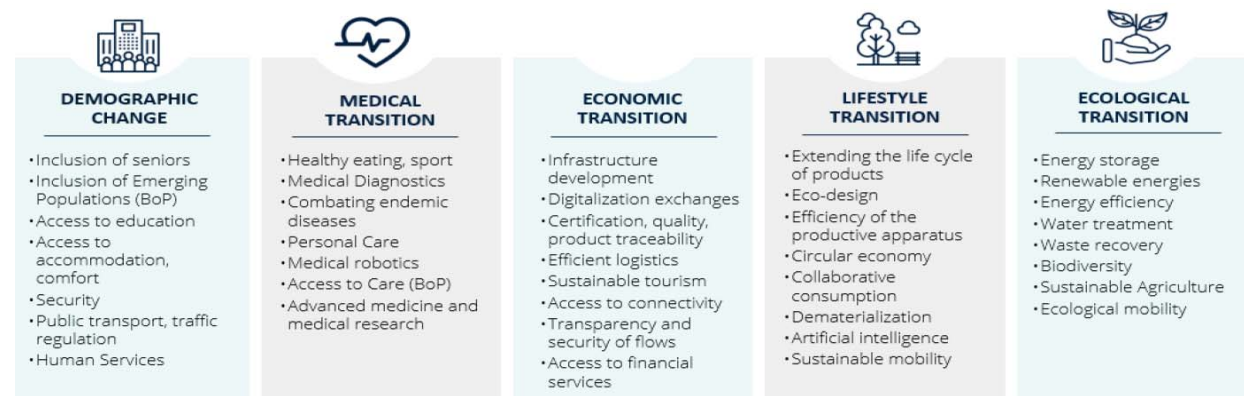 DEMOGRAPHIC
CHANGE
•Inclusion of seniors
•Inclusion of Emerging
Populations (BoP)
•Access to education
•Access to
accommodation,
comfort
•Security
•Public transport, traffic
regulation
•Human Services
MEDICAL
TRANSITION
•Healthy eating, sport
•Medical Diagnostics
•Combating endemic
diseases
•Personal Care
•Medical robotics
•Access to Care (BoP)
•Advanced medicine and
medical research
ECONOMIC
TRANSITION
•Infrastructure
development
•Digitalization exchanges
•Certification, quality,
product traceability
•Efficient logistics
•Sustainable tourism
•Access to connectivity
•Transparency and
security of flows
•Access to financial
services
LIFESTYLE
TRANSITION
•Extending the life cycle
of products
•Eco-design
•Efficiency of the
productive apparatus
•Circular economy
•Collaborative
consumption
•Dematerialization
•Artificial intelligence
•Sustainable mobility
ECOLOGICAL
TRANSITION
•Energy storage
•Renewable energies
•Energy efficiency
•Water treatment
•Waste recovery
•Biodiversity
•Sustainable Agriculture
•Ecological mobility